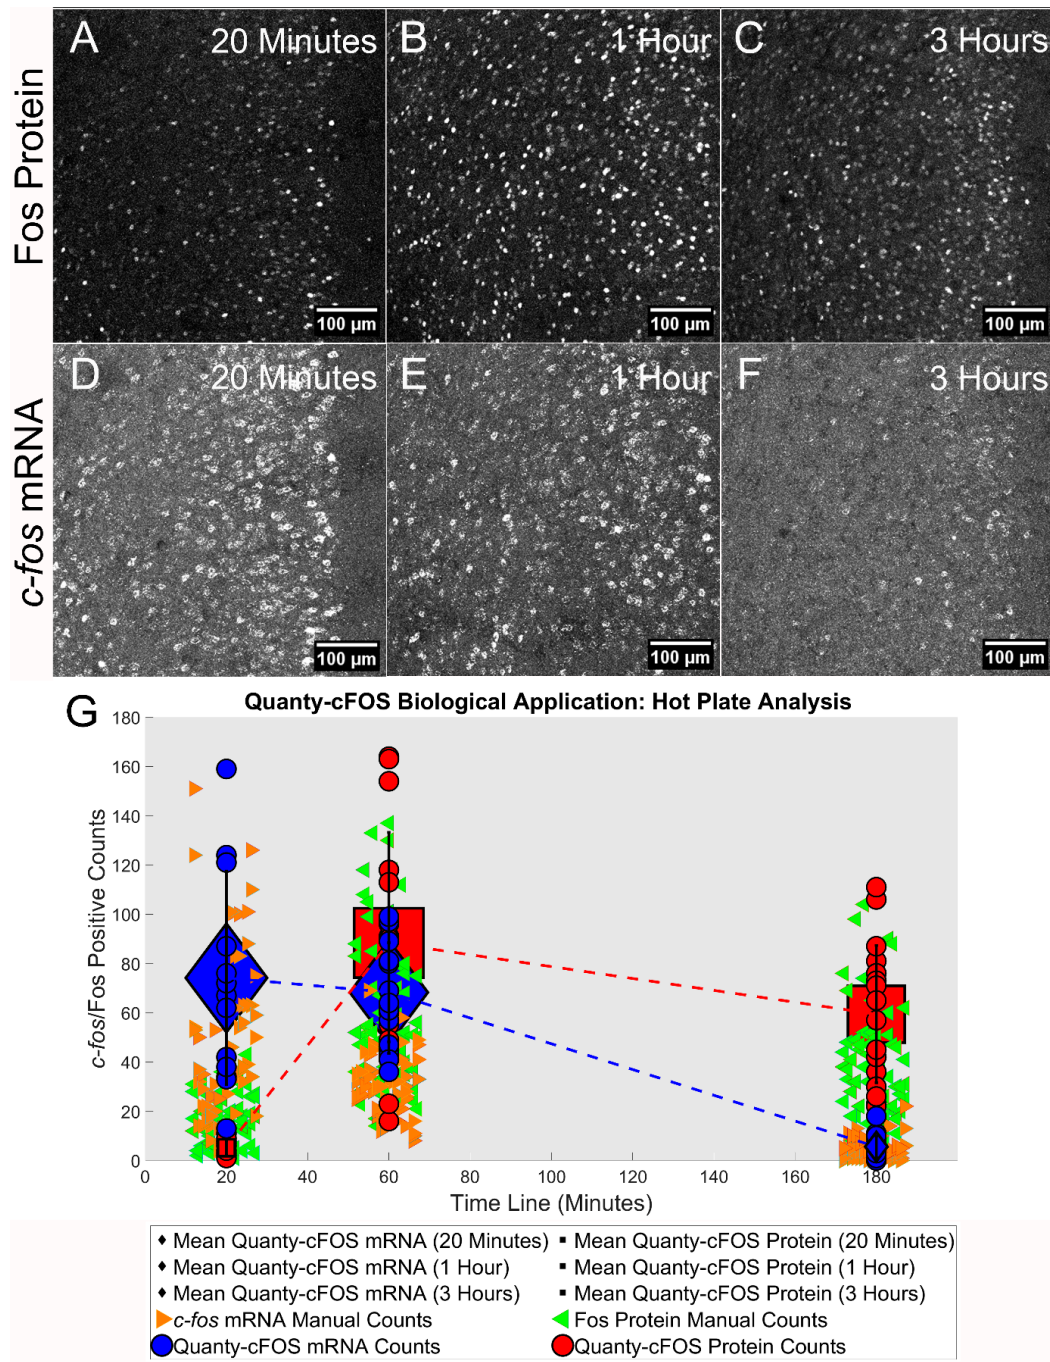 Fos Protein
A
20 Minutes
100 µm
B
1 Hour
100 µm
C
3 Hours
100 µm
c-fos mRNA
D
20 Minutes
100 µm
E
1 Hour
100 µm
F
3 Hours
100 µm
G
Quanty-cFOS Biological Application: Hot Plate Analysis
c-fos/Fos Positive Counts
180
160
140
120
100
80
60
40
20
0
0 20 40 60 80 100 120 140 160 180
Time Line (Minutes)
Mean Quanty-cFOS mRNA (20 Minutes)
Mean Quanty-cFOS mRNA (1 Hour)
Mean Quanty-cFOS mRNA (3 Hours)
c-fos mRNA Manual Counts
Quanty-cFOS mRNA Counts
Mean Quanty-cFOS Protein (20 Minutes)
Mean Quanty-cFOS Protein (1 Hour)
Mean Quanty-cFOS Protein (3 Hours)
Fos Protein Manual Counts
Quanty-cFOS Protein Counts